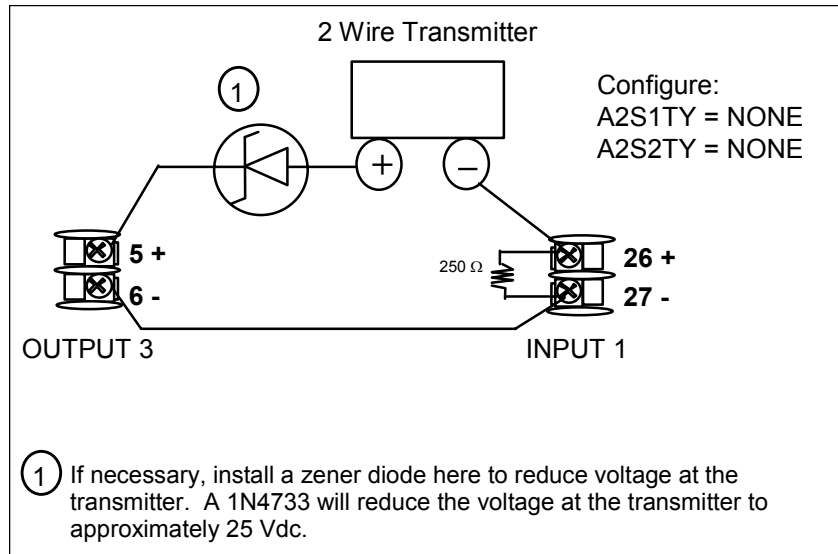 2 Wire Transmitter
1
Configure:
A2S1TY = NONE
A2S2TY = NONE
+
–
5 +
6 -
250 Ω
26 +
27 -
OUTPUT 3
INPUT 1
1
If necessary, install a zener diode here to reduce voltage at the
transmitter.  A 1N4733 will reduce the voltage at the transmitter to
approximately 25 Vdc.